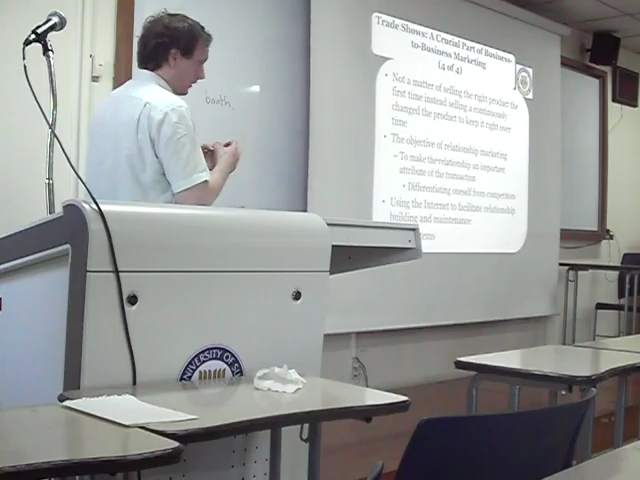 Trade Shows: A Crucial Part of Business-
to-Business Marketing
(4 of 4)
booth.
• Not a matter of selling the right product the
first time instead selling a continuously
changed the product to keep it right over
time
• The objective of relationship marketing
– To make the relationship an important
attribute of the transaction
• Differentiating oneself from competitors
• Using the Internet to facilitate relationship
building and maintenance
UNIVERSITY OF